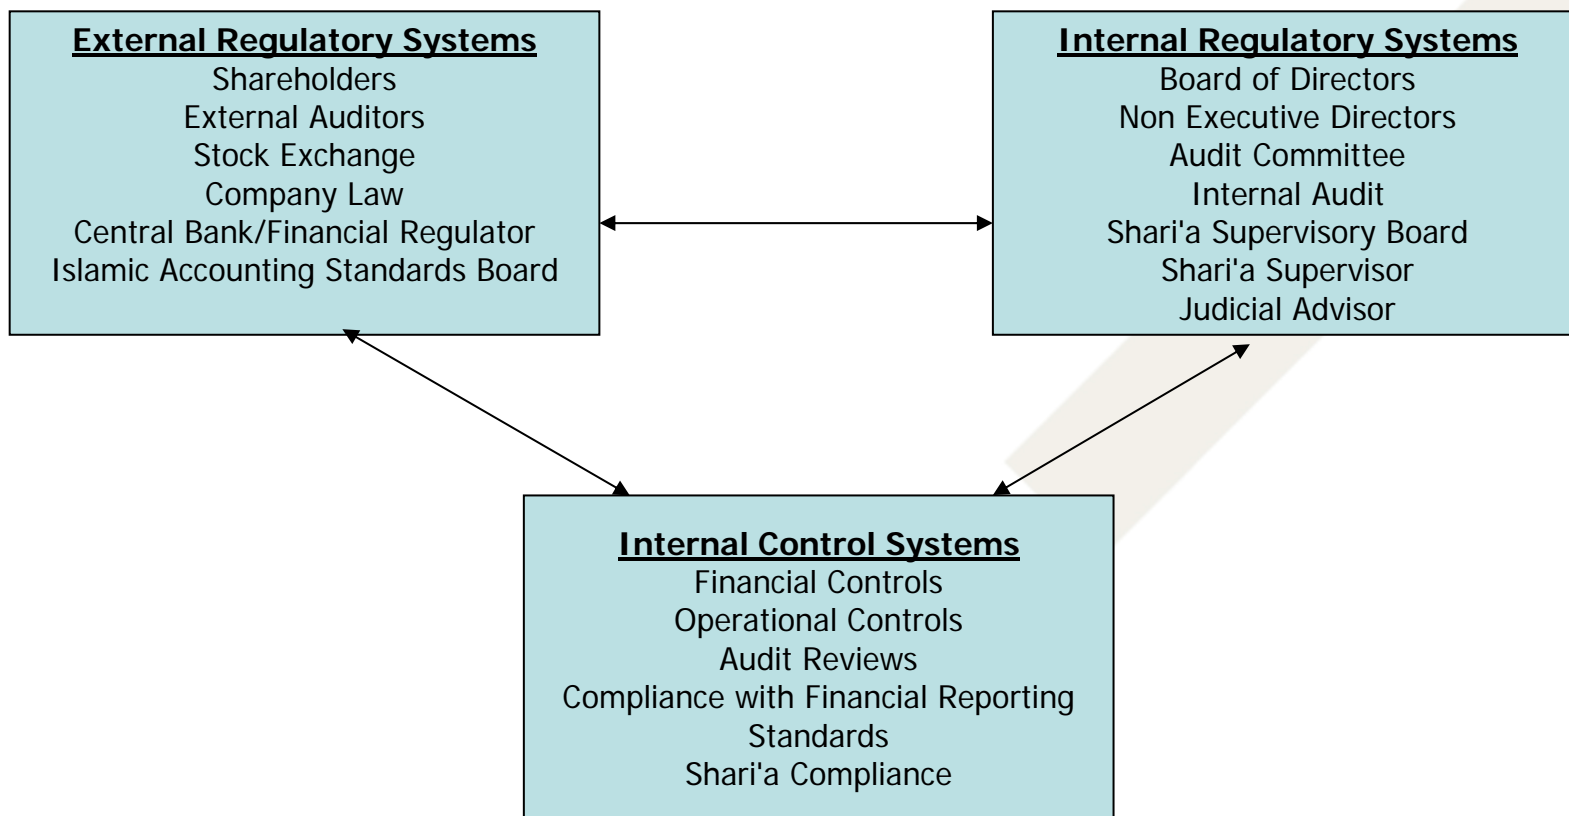 External Regulatory Systems
Shareholders
External Auditors
Stock Exchange
Company Law
Central Bank/Financial Regulator
Islamic Accounting Standards Board
Internal Regulatory Systems
Board of Directors
Non Executive Directors
Audit Committee
Internal Audit
Shari'a Supervisory Board
Shari'a Supervisor
Judicial Advisor
Internal Control Systems
Financial Controls
Operational Controls
Audit Reviews
Compliance with Financial Reporting
Standards
Shari'a Compliance